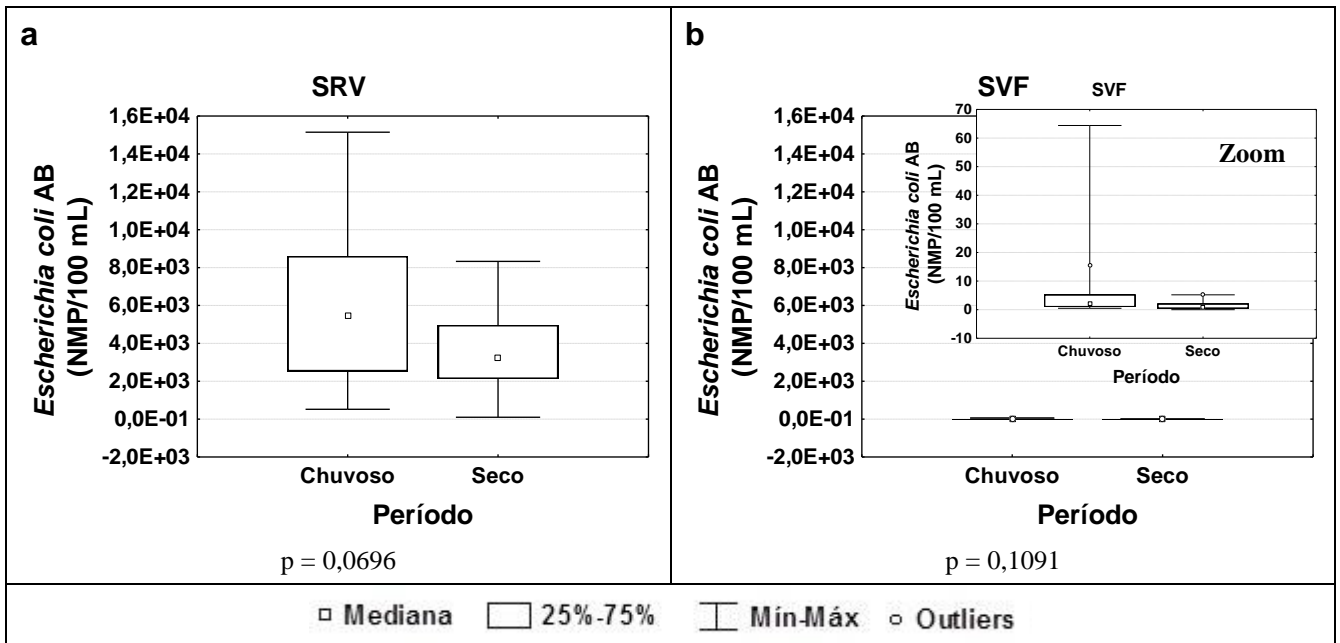 a
SRV
Escherichia coli AB
(NMP/100 mL)
1,6E+04
1,4E+04
1,2E+04
1,0E+04
8,0E+03
6,0E+03
4,0E+03
2,0E+03
0,0E-01
-2,0E+03
Chuvoso Seco
Período
p = 0,0696
b
SVF
Escherichia coli AB
(NMP/100 mL)
1,6E+04
1,4E+04
1,2E+04
1,0E+04
8,0E+03
6,0E+03
4,0E+03
2,0E+03
0,0E-01
-2,0E+03
SVF
Zoom
Escherichia coli AB
(NMP/100 mL)
70
60
50
40
30
20
10
0
-10
Chuvoso Seco
Período
Chuvoso Seco
Período
p = 0,1091
Mediana 25%-75% Mín-Máx Outliers